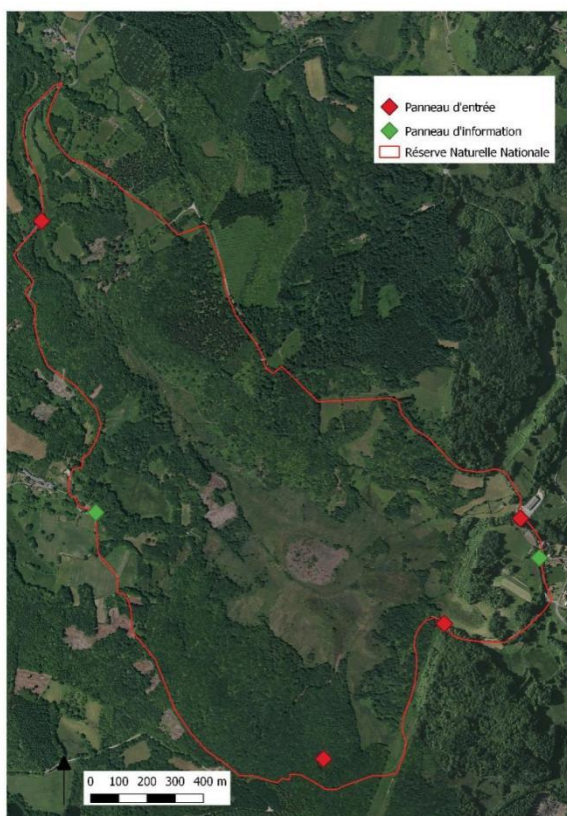 Panneau d'entrée
Panneau d'information
Réserve Naturelle Nationale
0 100 200 300 400 m